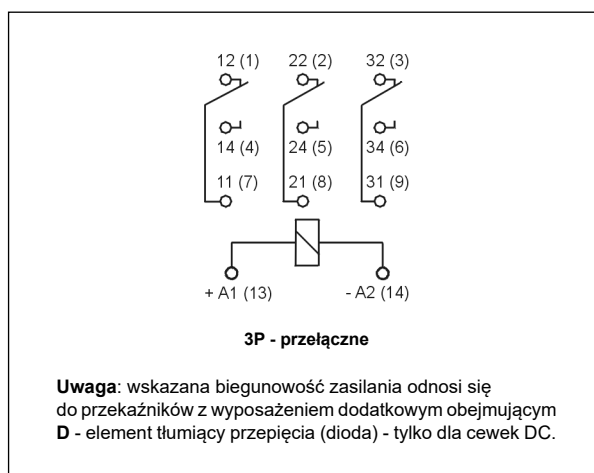 12 (1) 22 (2) 32 (3)
14 (4) 24 (5) 34 (6)
11 (7) 21 (8) 31 (9)
+ A1 (13) - A2 (14)
3P - przełączne
Uwaga: wskazana biegunowość zasilania odnosi się
do przekaźników z wyposażeniem dodatkowym obejmującym
D - element tłumiący przepięcia (dioda) - tylko dla cewek DC.